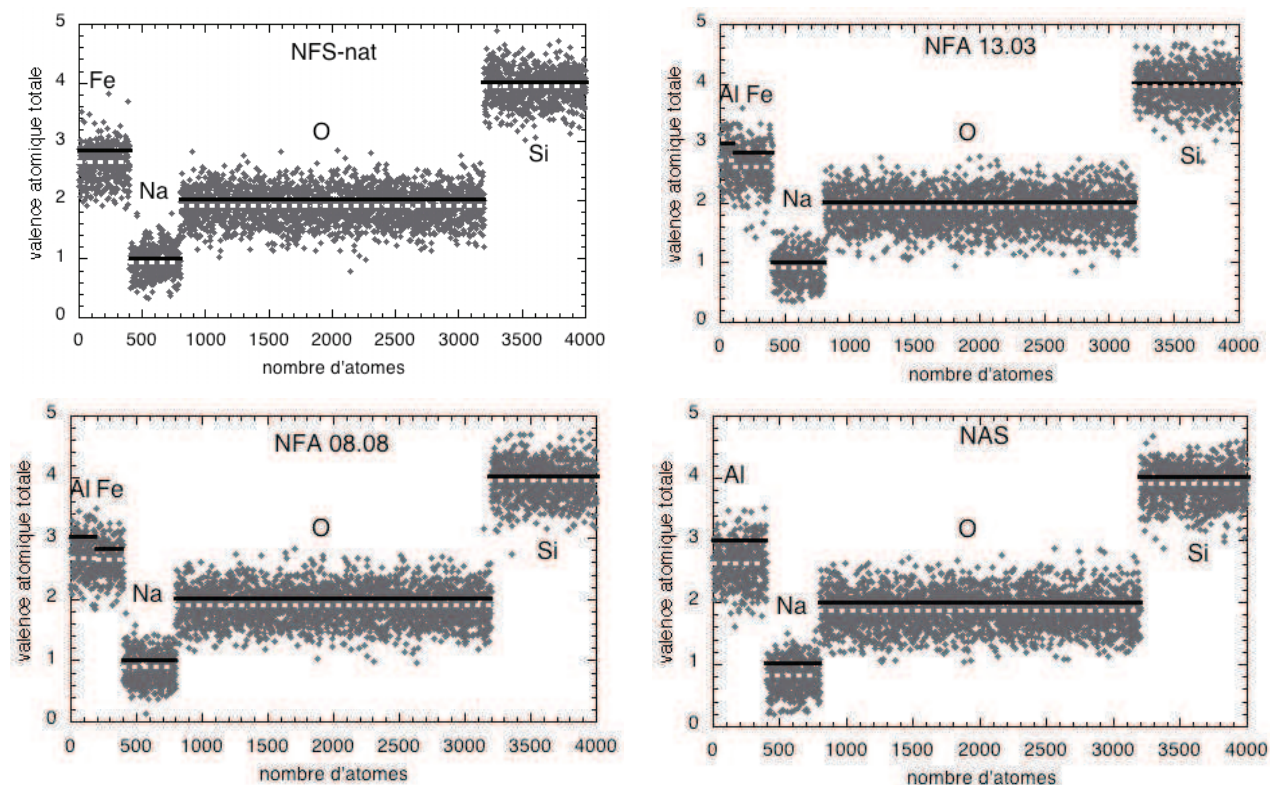 5
4
3
2
1
0
valence atomique totale
NFS-nat
Fe
Na
O
Si
0 500 1000 1500 2000 2500 3000 3500 4000
nombre d'atomes
5
4
3
2
1
0
valence atomique totale
NFA 13.03
Al Fe
Na
O
Si
0 500 1000 1500 2000 2500 3000 3500 4000
nombre d'atomes
5
4
3
2
1
0
valence atomique totale
NFA 08.08
Al Fe
Na
O
Si
0 500 1000 1500 2000 2500 3000 3500 4000
nombre d'atomes
5
4
3
2
1
0
valence atomique totale
NAS
Al
Na
O
Si
0 500 1000 1500 2000 2500 3000 3500 4000
nombre d'atomes